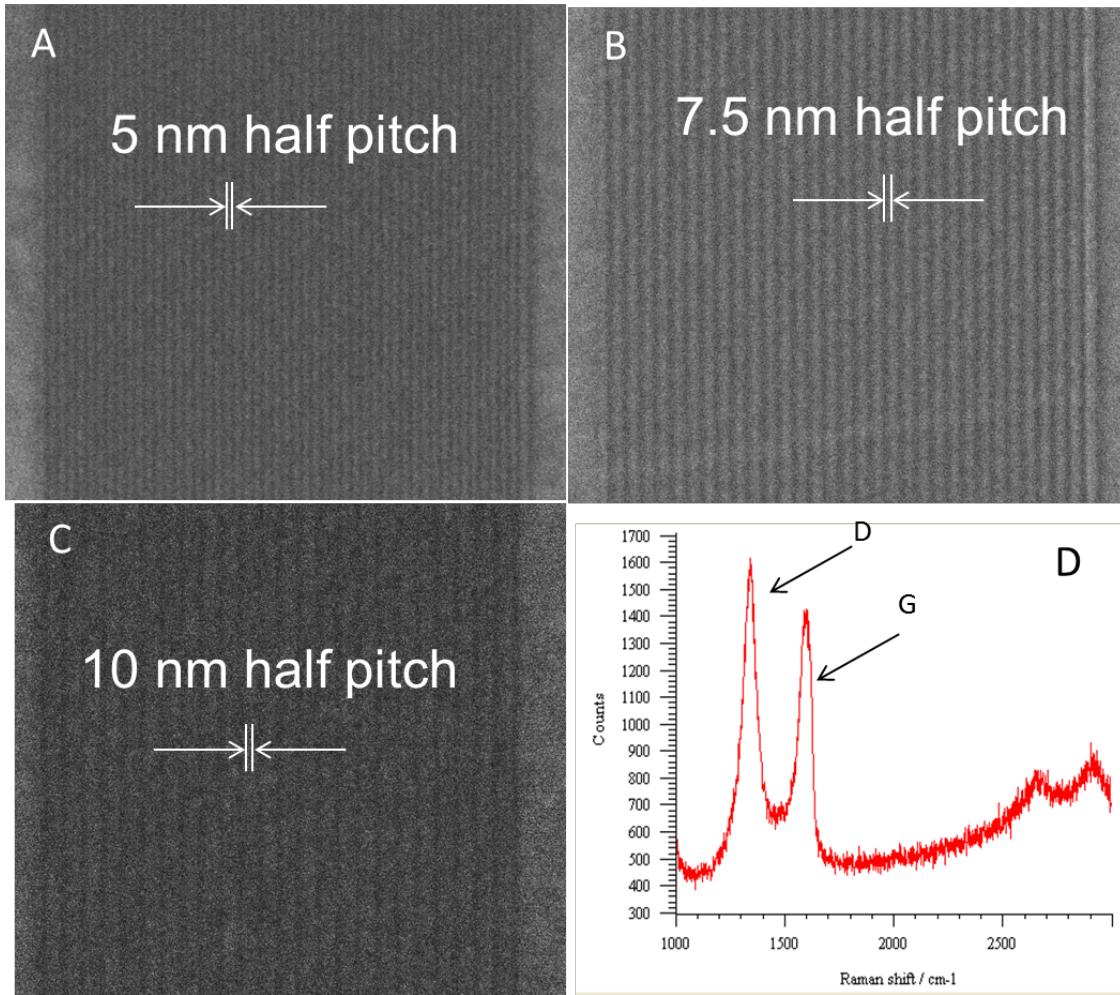 A
5 nm half pitch
B
7.5 nm half pitch
C
10 nm half pitch
D
D
G
1700
1600
1500
1400
1300
1200
1100
1000
900
800
700
600
500
400
300
Counts
1000
1500
2000
2500
Raman shift / cm-1